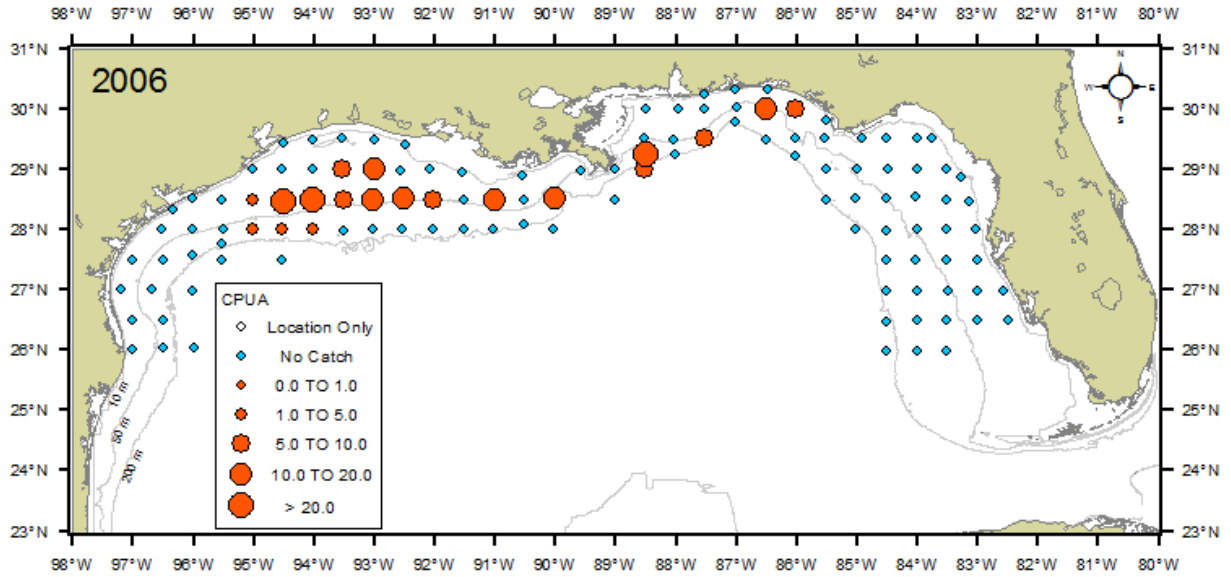 98°W 97°W 96°W 95°W 94°W 93°W 92°W 91°W 90°W 89°W 88°W 87°W 86°W 85°W 84°W 83°W 82°W 81°W 80°W
31°N 31°N
2006
N
W E
S
30°N 30°N
29°N 29°N
28°N 28°N
27°N 27°N
CPUA
Location Only
26°N 26°N
No Catch
0.0 TO 1.0
10 m
25°N 25°N
1.0 TO 5.0
50 m
5.0 TO 10.0
200 m
24°N 24°N
10.0 TO 20.0
> 20.0
23°N 23°N
98°W 97°W 96°W 95°W 94°W 93°W 92°W 91°W 90°W 89°W 88°W 87°W 86°W 85°W 84°W 83°W 82°W 81°W 80°W